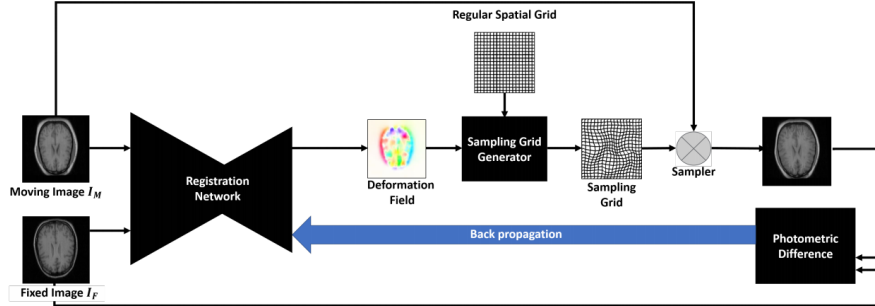 Regular Spatial Grid
Moving Image I_M
Registration
Network
Deformation
Field
Sampling Grid
Generator
Sampling
Grid
Sampler
Back propagation
Photometric
Difference
Fixed Image I_F